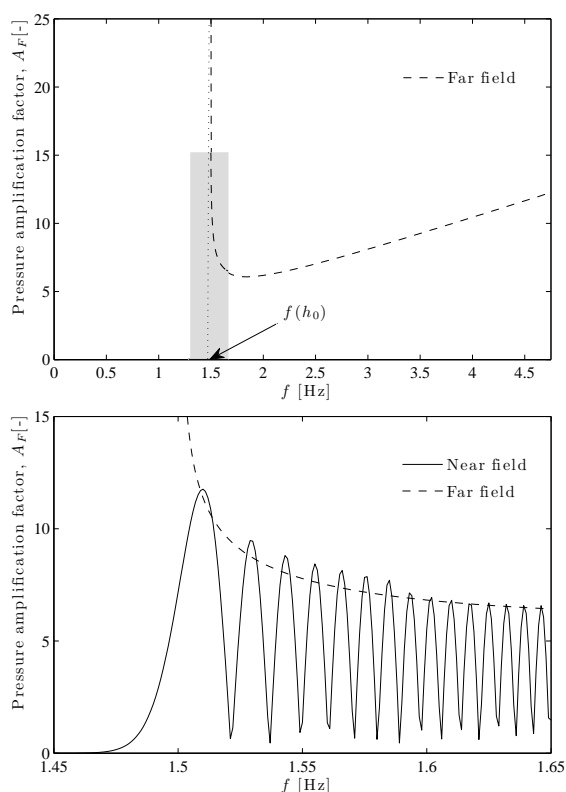 Pressure amplification factor, A_F[-]
25
20
15
10
5
0
Far field
f(h_0)
0 0.5 1 1.5 2 2.5 3 3.5 4 4.5
f [Hz]
Pressure amplification factor, A_F[-]
15
10
5
0
Near field
Far field
1.45 1.5 1.55 1.6 1.65
f [Hz]